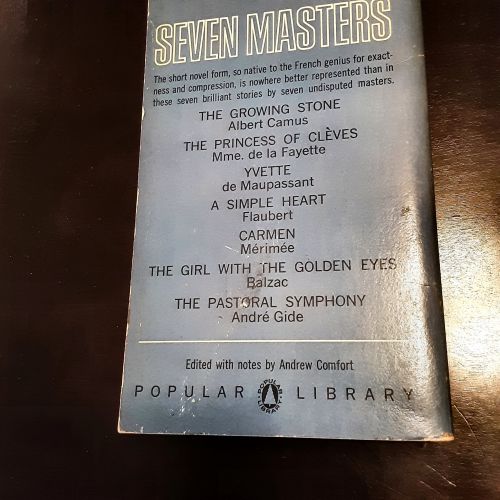 SEVEN MASTERS
The short novel form, so native to the French genius for exact-
ness and compression, is nowhere better represented than in
these seven brilliant stories by seven undisputed masters.
THE GROWING STONE
Albert Camus
THE PRINCESS OF CLÈVES
Mme. de la Fayette
YVETTE
de Maupassant
A SIMPLE HEART
Flaubert
CARMEN
Mérimée
THE GIRL WITH THE GOLDEN EYES
Balzac
THE PASTORAL SYMPHONY
André Gide
Edited with notes by Andrew Comfort
POPULAR POPULAR LIBRARY LIBRARY